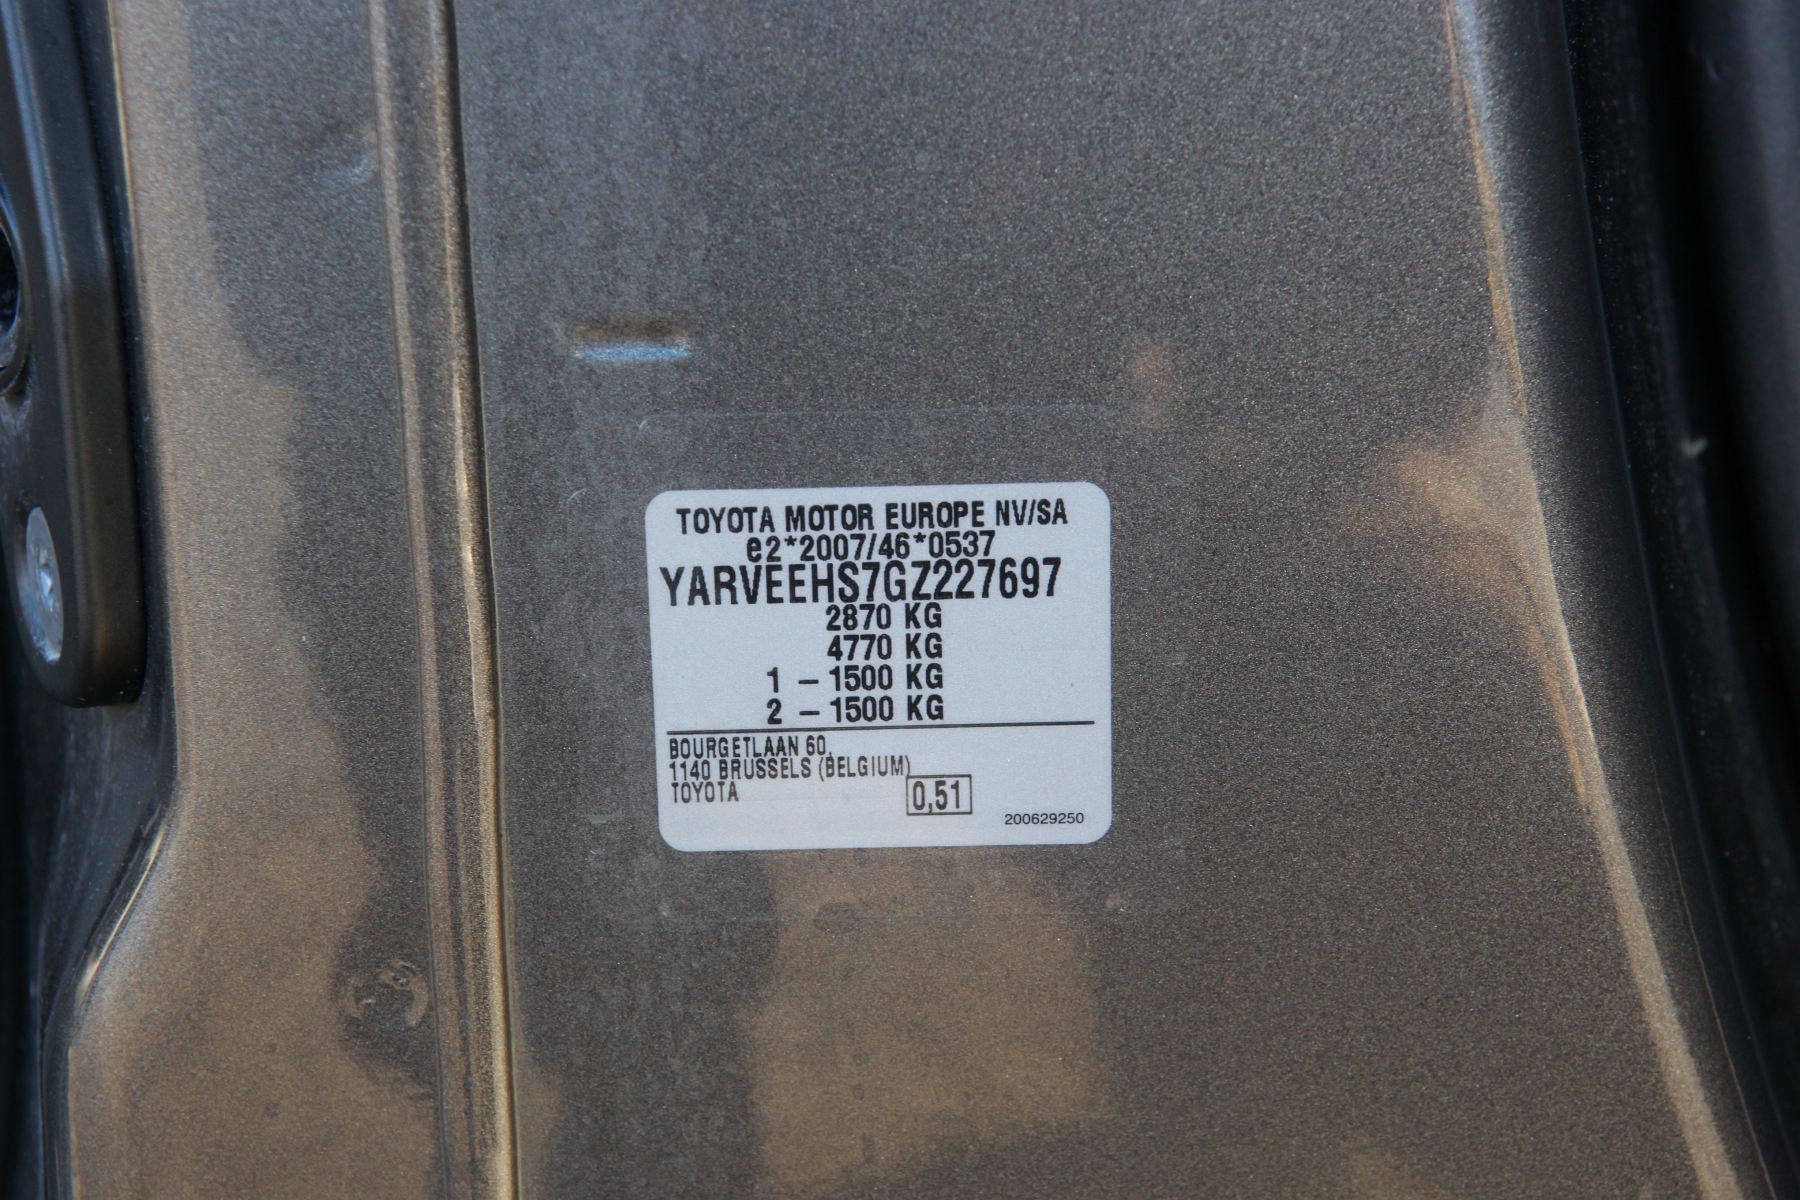 TOYOTA MOTOR EUROPE NV/SA
e2*2007/46*0537
YARVEEHS7GZ227697
2870 KG
4770 KG
1 – 1500 KG
2 – 1500 KG
BOURGETLAAN 60,
1140 BRUSSELS (BELGIUM)
TOYOTA
0,51
200629250